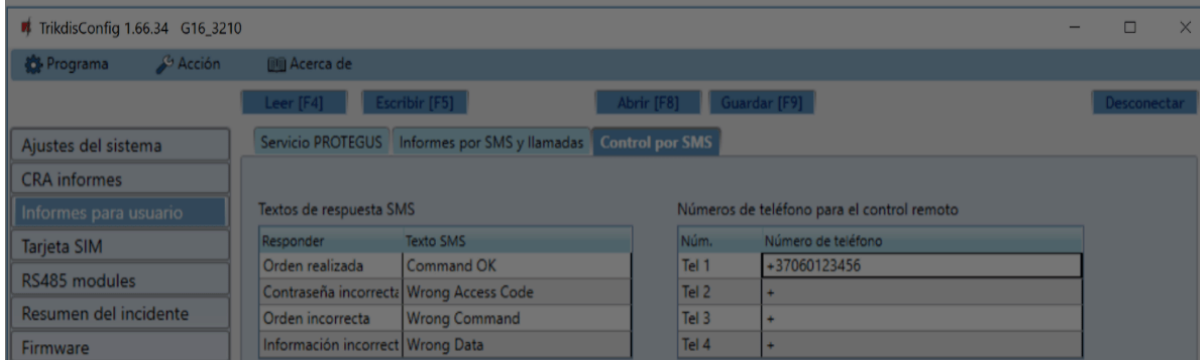 TrikdisConfig 1.66.34 G16_3210
Programa Acción Acerca de
Leer [F4] Escribir [F5] Abrir [F8] Guardar [F9] Desconectar
Ajustes del sistema
CRA informes
Informes para usuario
Tarjeta SIM
RS485 modules
Resumen del incidente
Firmware
Servicio PROTEGUS Informes por SMS y llamadas Control por SMS
Textos de respuesta SMS
Responder Texto SMS
Orden realizada Command OK
Contraseña incorrecta Wrong Access Code
Orden incorrecta Wrong Command
Información incorrect Wrong Data
Números de teléfono para el control remoto
Núm. Número de teléfono
Tel 1 +37060123456
Tel 2 +
Tel 3 +
Tel 4 +